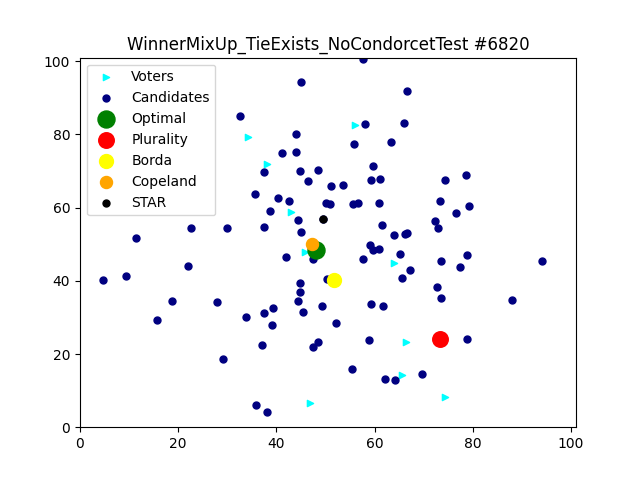 WinnerMixUp_TieExists_NoCondorcetTest #6820
Voters
Candidates
Optimal
Plurality
Borda
Copeland
STAR
100
80
60
40
20
0
0 20 40 60 80 100